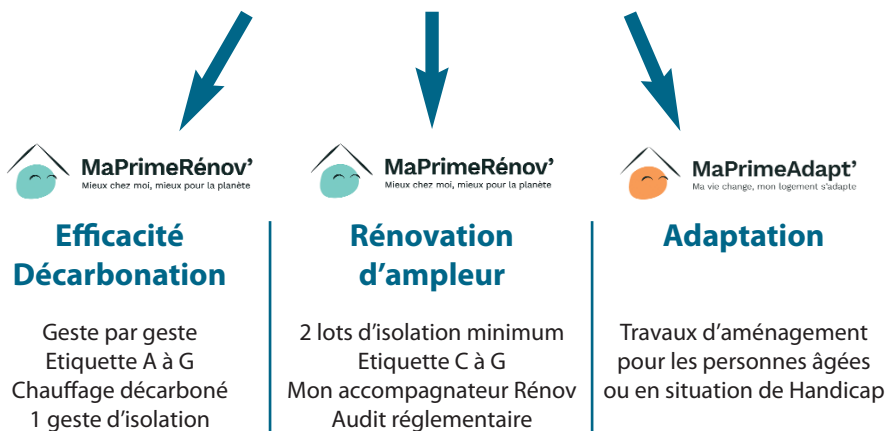 MaPrimeRénov'
Mieux chez moi, mieux pour la planète
Efficacité
Décarbonation
Geste par geste
Etiquette A à G
Chauffage décarboné
1 geste d'isolation
MaPrimeRénov'
Mieux chez moi, mieux pour la planète
Rénovation
d'ampleur
2 lots d'isolation minimum
Etiquette C à G
Mon accompagnateur Rénov
Audit réglementaire
MaPrimeAdapt'
Ma vie change, mon logement s'adapte
Adaptation
Travaux d'aménagement
pour les personnes âgées
ou en situation de Handicap